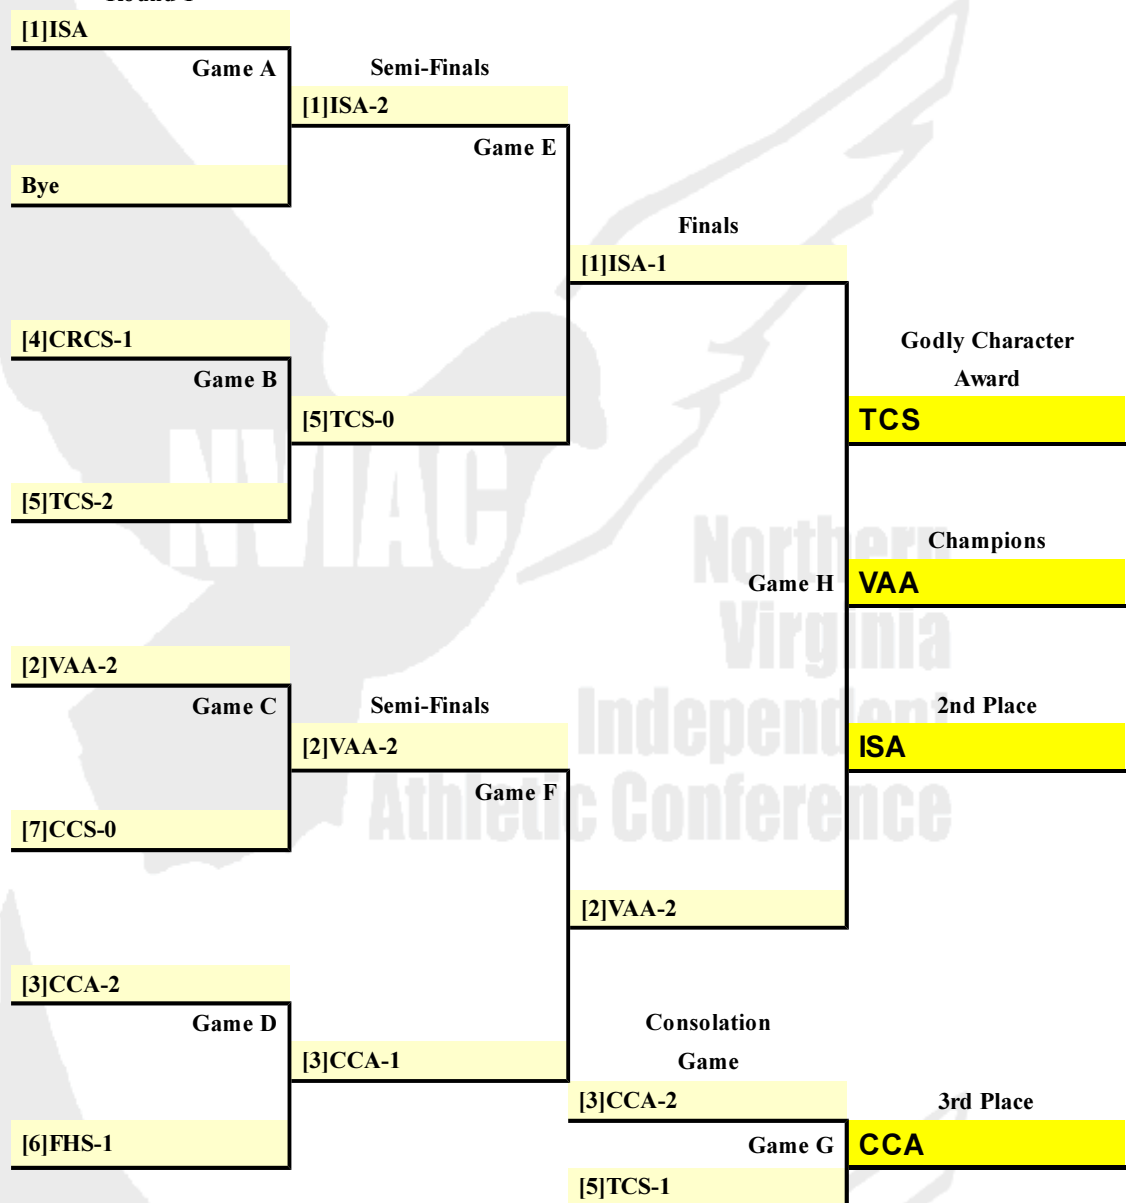 [1]ISA
Game A
Semi-Finals
[1]ISA-2
Game E
Bye
Finals
[1]ISA-1
[4]CRCS-1
Game B
Godly Character
Award
[5]TCS-0
TCS
[5]TCS-2
NVIAC
Northern
Virginia
Independent
Athletic Conference
Champions
Game H
VAA
[2]VAA-2
Game C
Semi-Finals
2nd Place
[2]VAA-2
ISA
Game F
[7]CCS-0
[2]VAA-2
[3]CCA-2
Game D
Consolation
Game
[3]CCA-1
[3]CCA-2
3rd Place
[6]FHS-1
Game G
CCA
[5]TCS-1